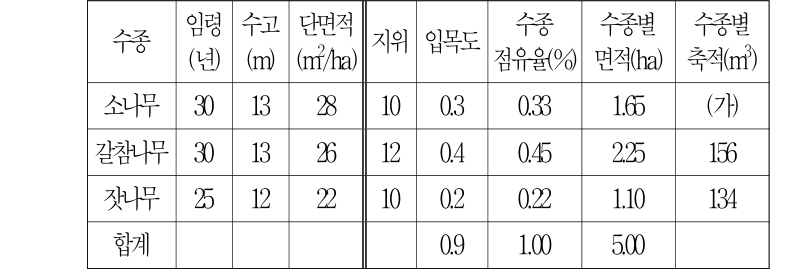 수종 임령(년) 수고(m) 단면적(㎡/ha) 지위 입목도 수종 점유율(%) 수종별 면적(ha) 수종별 축적(㎥)
소나무 30 13 28 10 0.3 0.33 1.65 (가)
갈참나무 30 13 26 12 0.4 0.45 2.25 156
잣나무 25 12 22 10 0.2 0.22 1.10 134
합계 0.9 1.00 5.00